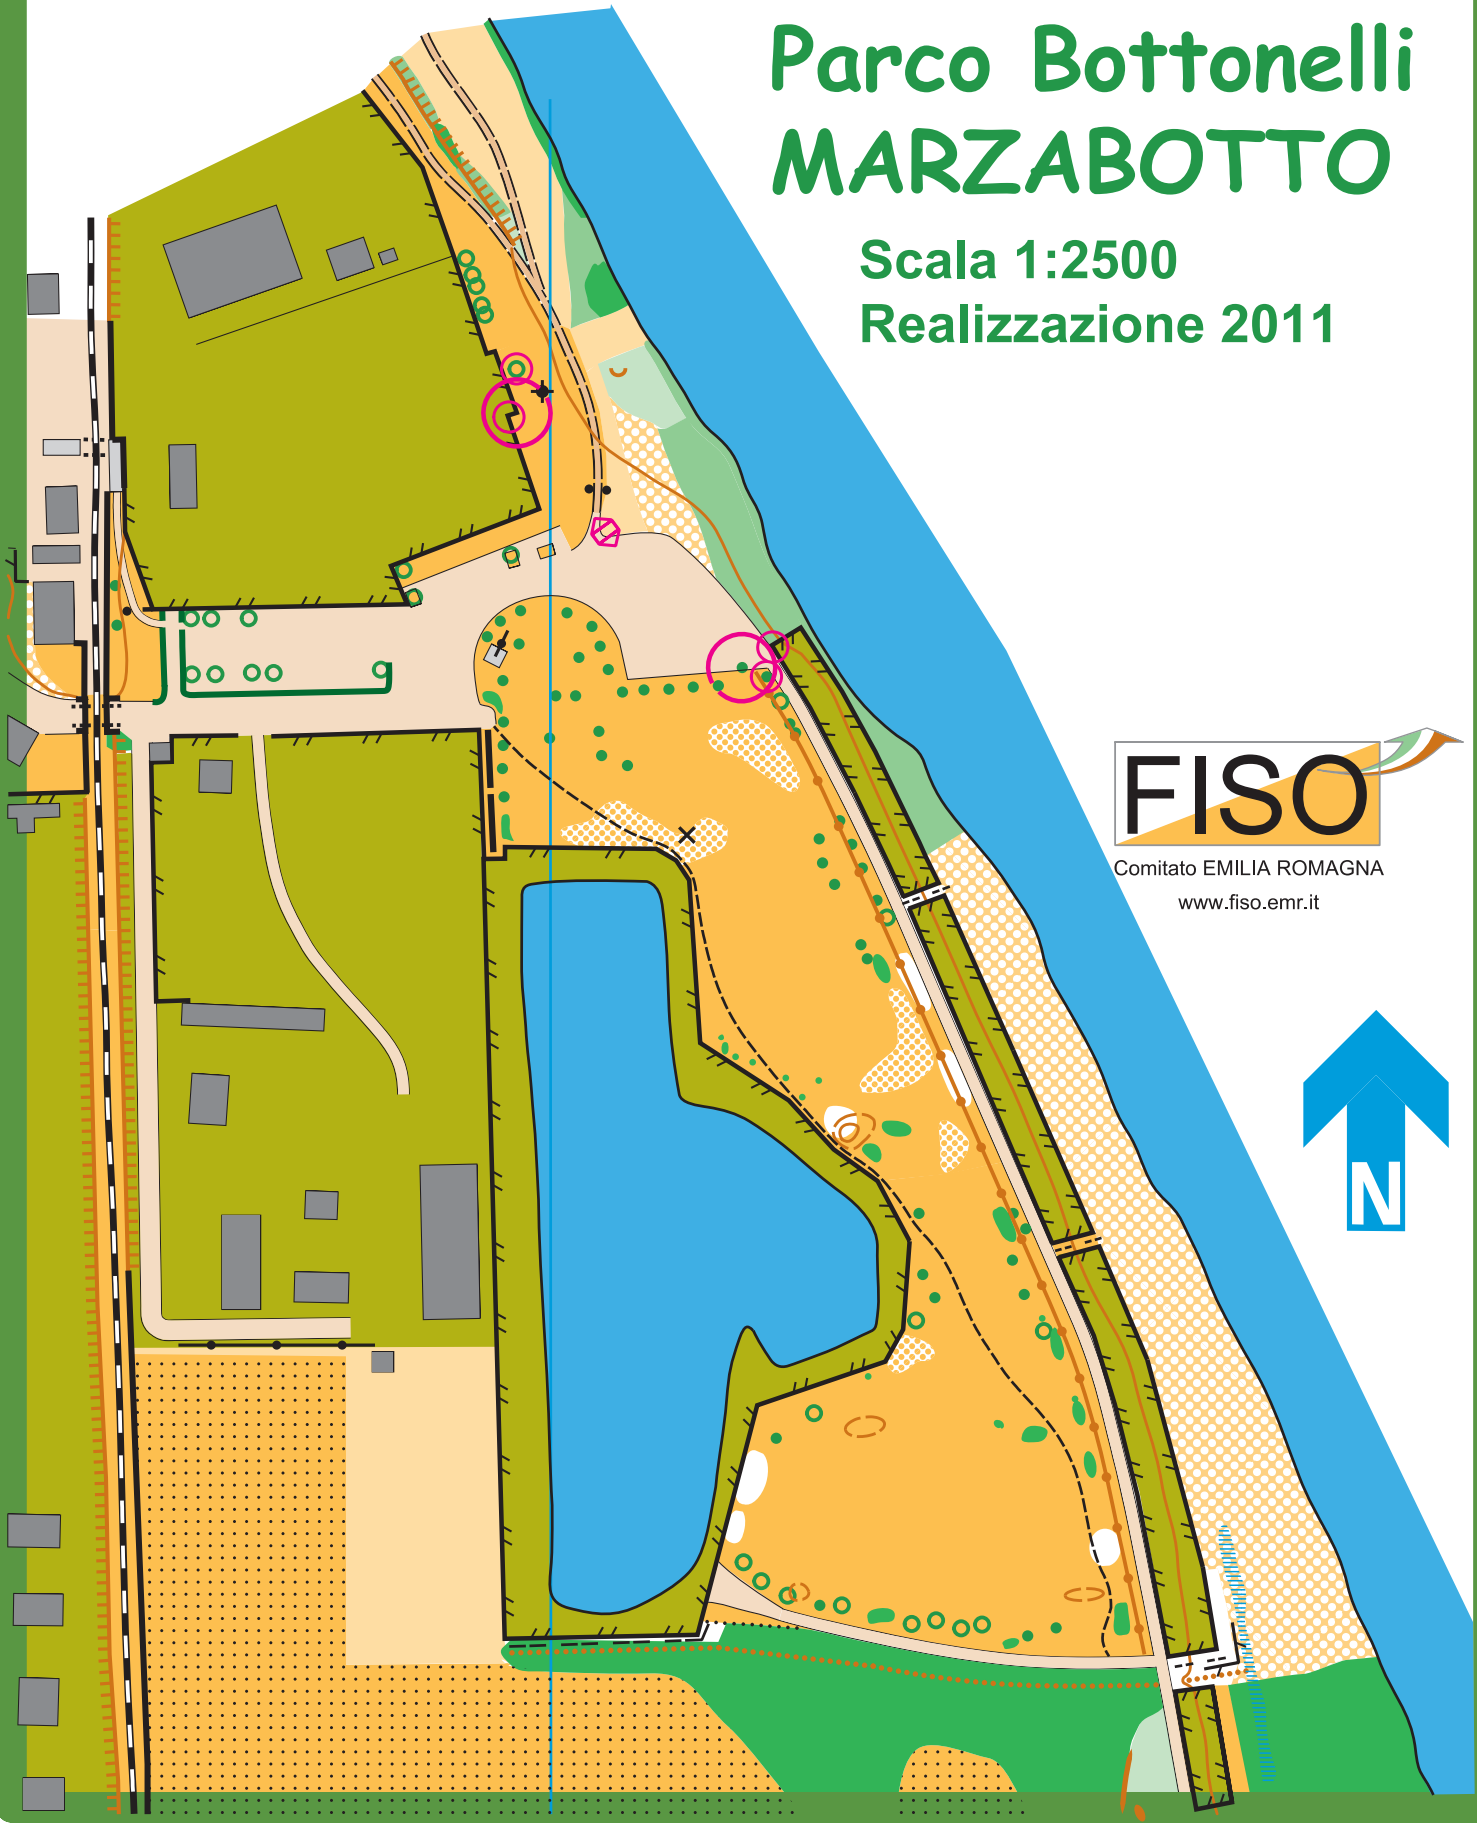 Parco Bottonelli
MARZABOTTO
Scala 1:2500
Realizzazione 2011
FISO
Comitato EMILIA ROMAGNA
www.fiso.emr.it
N